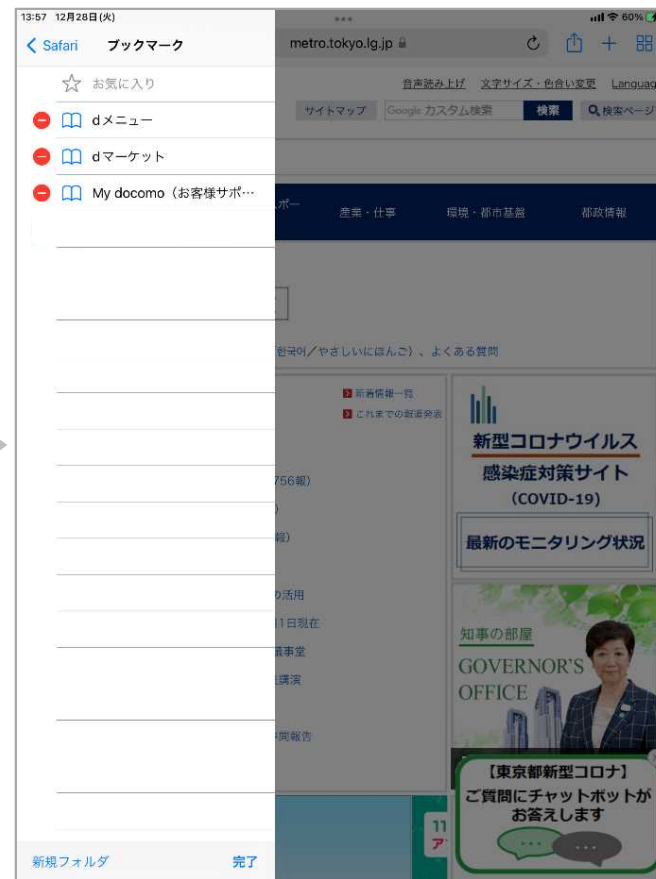 13:57 12月28日(火)
60%
Safari ブックマーク
metro.tokyo.lg.jp
お気に入り
音声読み上げ 文字サイズ・色合い変更 Languag
dメニュー
サイトマップ Google カスタム検索 検索 検索ページ
dマーケット
My docomo（お客様サポ…
ポー
産業・仕事 環境・都市基盤 都政情報
한국어／やさしいにほんご）、よくある質問
新着情報一覧
これまでの報道発表
新型コロナウイルス
感染症対策サイト
(COVID-19)
756報）
最新のモニタリング状況
報）
の活用
1日現在
議事堂
講演
知事の部屋
GOVERNOR'S
OFFICE
中間報告
【東京都新型コロナ】
ご質問にチャットボットが
お答えします
11
ア
新規フォルダ 完了